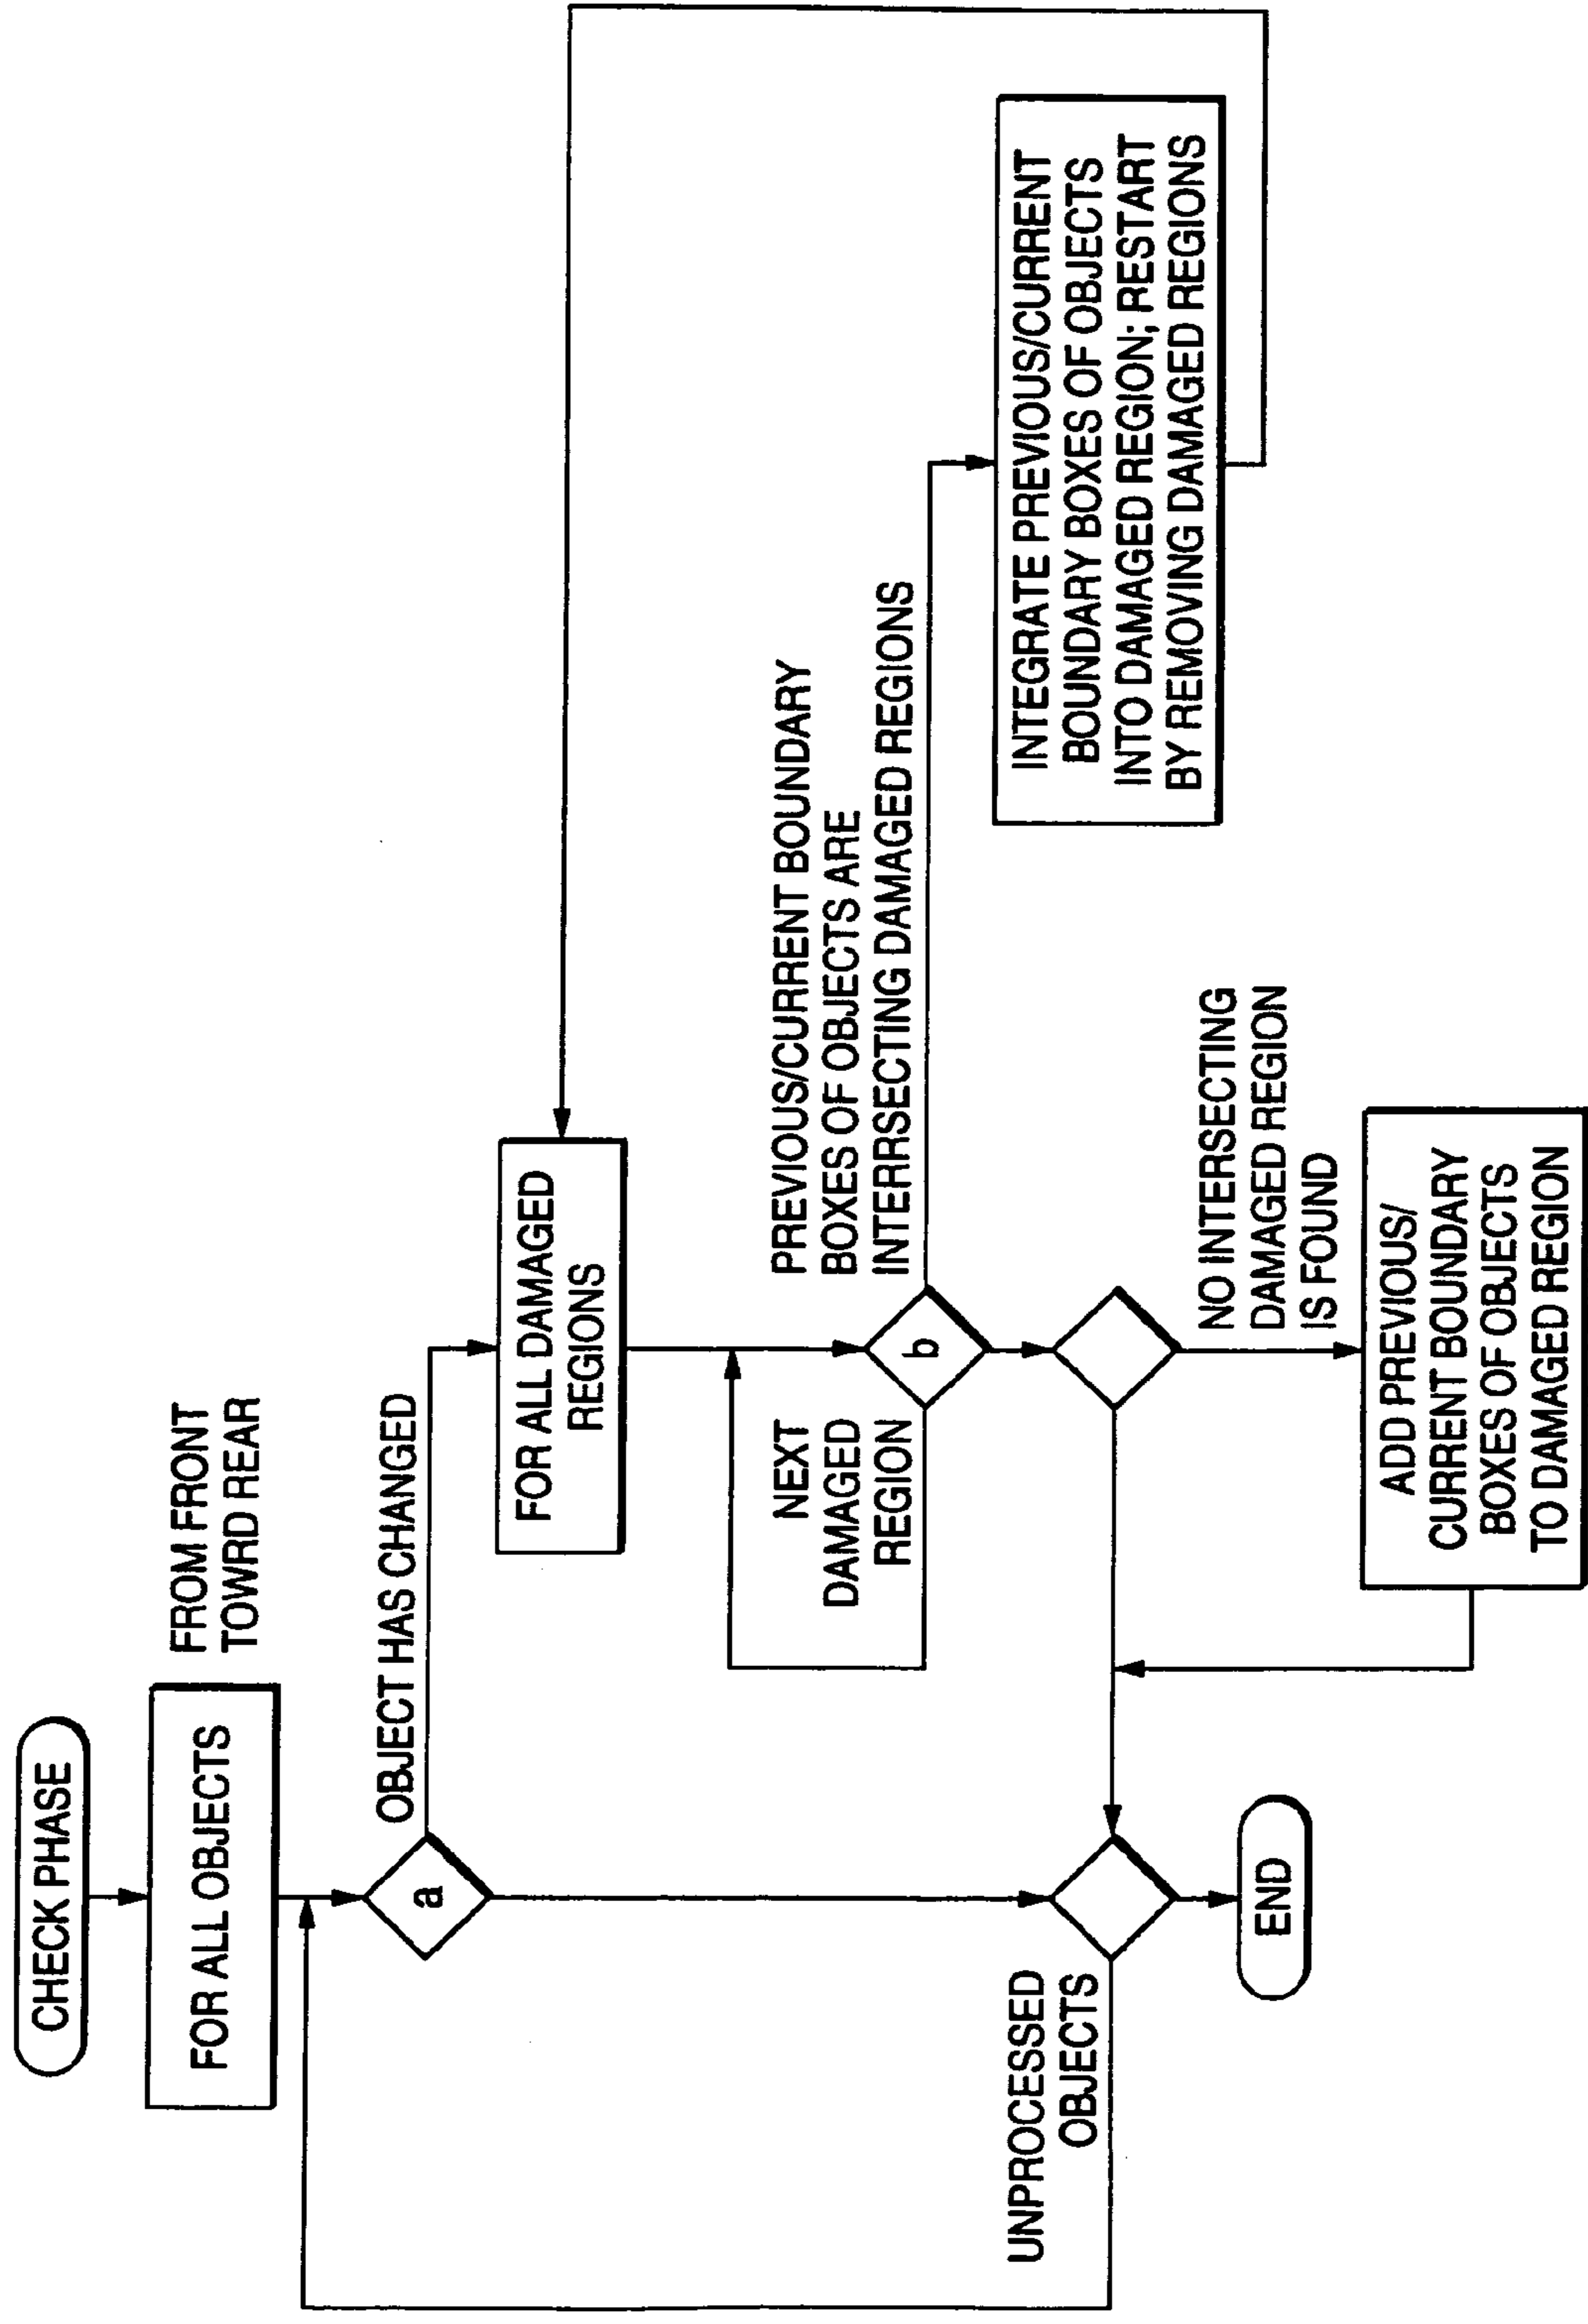 CHECK PHASE
FOR ALL OBJECTS
FROM FRONT
TOWRD REAR
a
OBJECT HAS CHANGED
FOR ALL DAMAGED
REGIONS
NEXT
DAMAGED
REGION
b
PREVIOUS/CURRENT BOUNDARY
BOXES OF OBJECTS ARE
INTERRSECTING DAMAGED REGIONS
INTEGRATE PREVIOUS/CURRENT
BOUNDARY BOXES OF OBJECTS
INTO DAMAGED REGION; RESTART
BY REMOVING DAMAGED REGIONS
NO INTERSECTING
DAMAGED REGION
IS FOUND
ADD PREVIOUS/
CURRENT BOUNDARY
BOXES OF OBJECTS
TO DAMAGED REGION
UNPROCESSED
OBJECTS
END